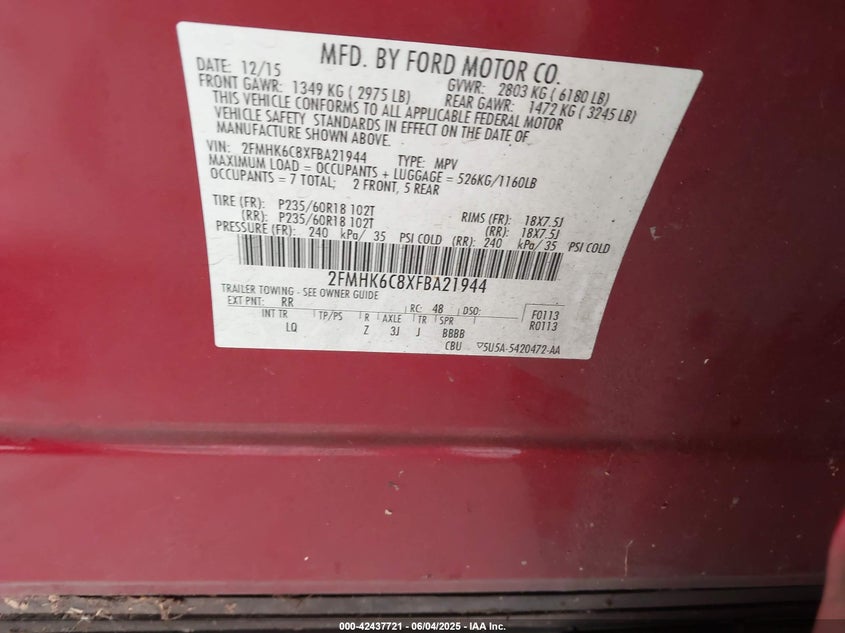 MFD. BY FORD MOTOR CO.
DATE: 12/15 GVWR: 2803 KG ( 6180 LB)
FRONT GAWR: 1349 KG ( 2975 LB) REAR GAWR: 1472 KG ( 3245 LB)
THIS VEHICLE CONFORMS TO ALL APPLICABLE FEDERAL MOTOR
VEHICLE SAFETY STANDARDS IN EFFECT ON THE DATE OF
MANUFACTURE SHOWN ABOVE.
VIN: 2FMHK6C8XFBA21944 TYPE: MPV
MAXIMUM LOAD = OCCUPANTS + LUGGAGE = 526KG/1160LB
OCCUPANTS = 7 TOTAL; 2 FRONT, 5 REAR
TIRE (FR): P235/60R18 102T RIMS (FR): 18X7.5J
(RR): P235/60R18 102T (RR): 18X7.5J
PRESSURE (FR): 240 kPa/ 35 PSI COLD (RR): 240 kPa/ 35 PSI COLD
2FMHK6C8XFBA21944
TRAILER TOWING - SEE OWNER GUIDE
EXT PNT: RR RC: 48 DSO: F0113
INT TR TP/PS R AXLE TR SPR R0113
LQ Z 3J J BBBB
CBU 5U5A-5420472-AA
000-42437721 - 06/04/2025 - IAA Inc.